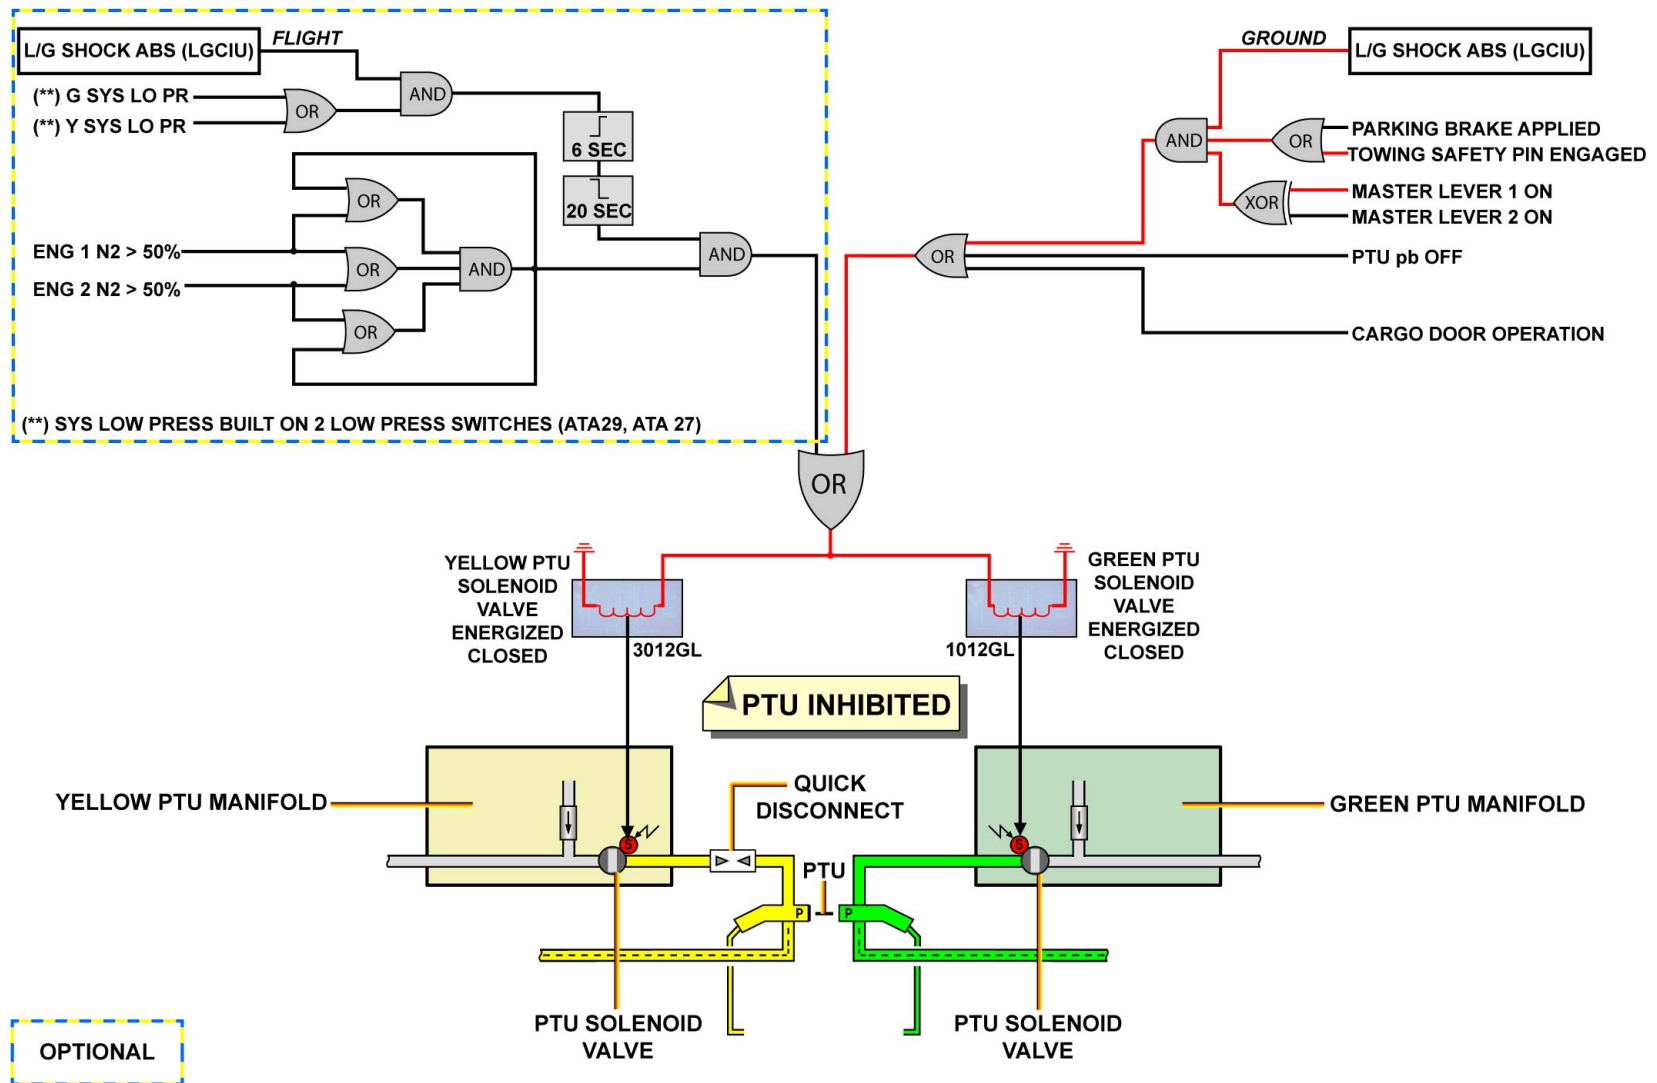 L/G SHOCK ABS (LGCIU)
FLIGHT
(**) G SYS LO PR
(**) Y SYS LO PR
OR
AND
6 SEC
20 SEC
OR
ENG 1 N2 > 50%
OR
AND
AND
ENG 2 N2 > 50%
OR
(**) SYS LOW PRESS BUILT ON 2 LOW PRESS SWITCHES (ATA29, ATA 27)
GROUND
L/G SHOCK ABS (LGCIU)
AND
OR
PARKING BRAKE APPLIED
TOWING SAFETY PIN ENGAGED
XOR
MASTER LEVER 1 ON
MASTER LEVER 2 ON
OR
PTU pb OFF
CARGO DOOR OPERATION
OR
YELLOW PTU
SOLENOID
VALVE
ENERGIZED
CLOSED
3012GL
GREEN PTU
SOLENOID
VALVE
ENERGIZED
CLOSED
1012GL
PTU INHIBITED
YELLOW PTU MANIFOLD
QUICK
DISCONNECT
GREEN PTU MANIFOLD
S
S
PTU
P
P
PTU SOLENOID
VALVE
PTU SOLENOID
VALVE
OPTIONAL